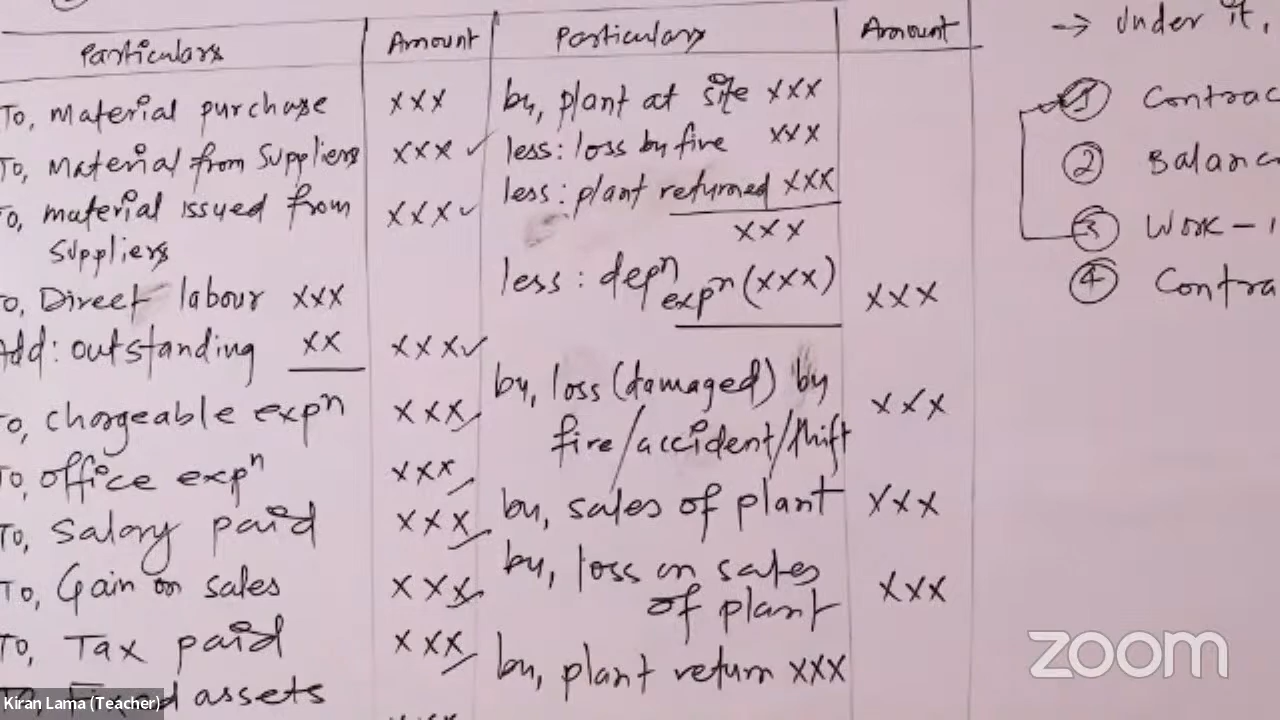 Particulars
Amount
To, Material purchase xxx
To, Material from Suppliers xxx
To, material issued from xxx
Suppliers
To, Direct labour xxx
Add: outstanding xx xxx
To, Chargeable expⁿ xxx
To, office expⁿ xxx
To, Salary paid xxx
To, Gain on sales xxx
To, Tax paid xxx
To, Fixed assets
xxx
Particulars
Amount
by, plant at site xxx
less: loss by fire xxx
less: plant returned xxx
xxx
less: depⁿ expⁿ (xxx) xxx
by, loss (damaged) by xxx
fire/accident/thift
by, sales of plant xxx
by, loss on sales xxx
of plant
by, plant return xxx
→ Under it,
① Contrac
② Balanc
③ Work - i
④ Contra
zoom
Kiran Lama (Teacher)